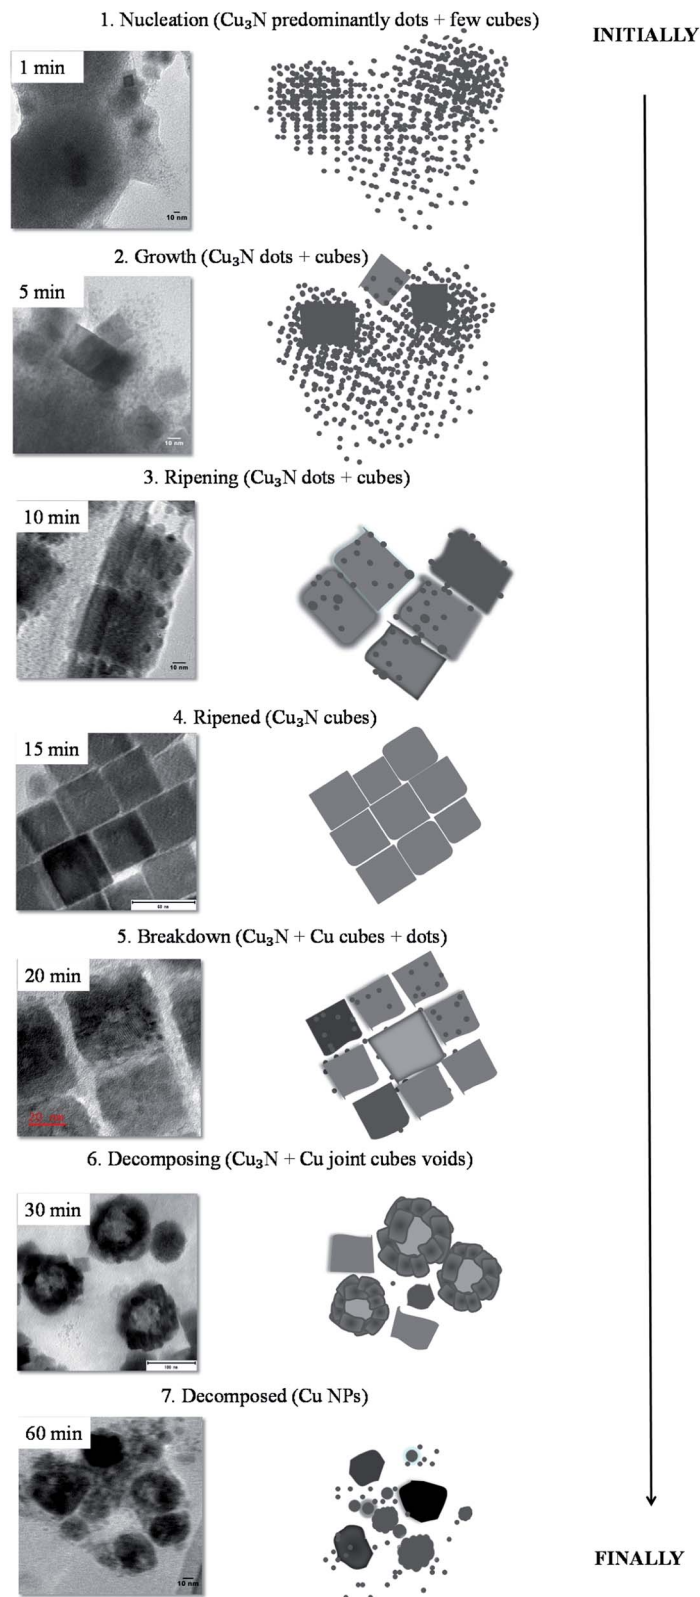 1. Nucleation (Cu₃N predominantly dots + few cubes)
INITIALLY
1 min
10 nm
2. Growth (Cu₃N dots + cubes)
5 min
10 nm
3. Ripening (Cu₃N dots + cubes)
10 min
10 nm
4. Ripened (Cu₃N cubes)
15 min
5. Breakdown (Cu₃N + Cu cubes + dots)
20 min
6. Decomposing (Cu₃N + Cu joint cubes voids)
30 min
100 nm
7. Decomposed (Cu NPs)
60 min
10 nm
FINALLY